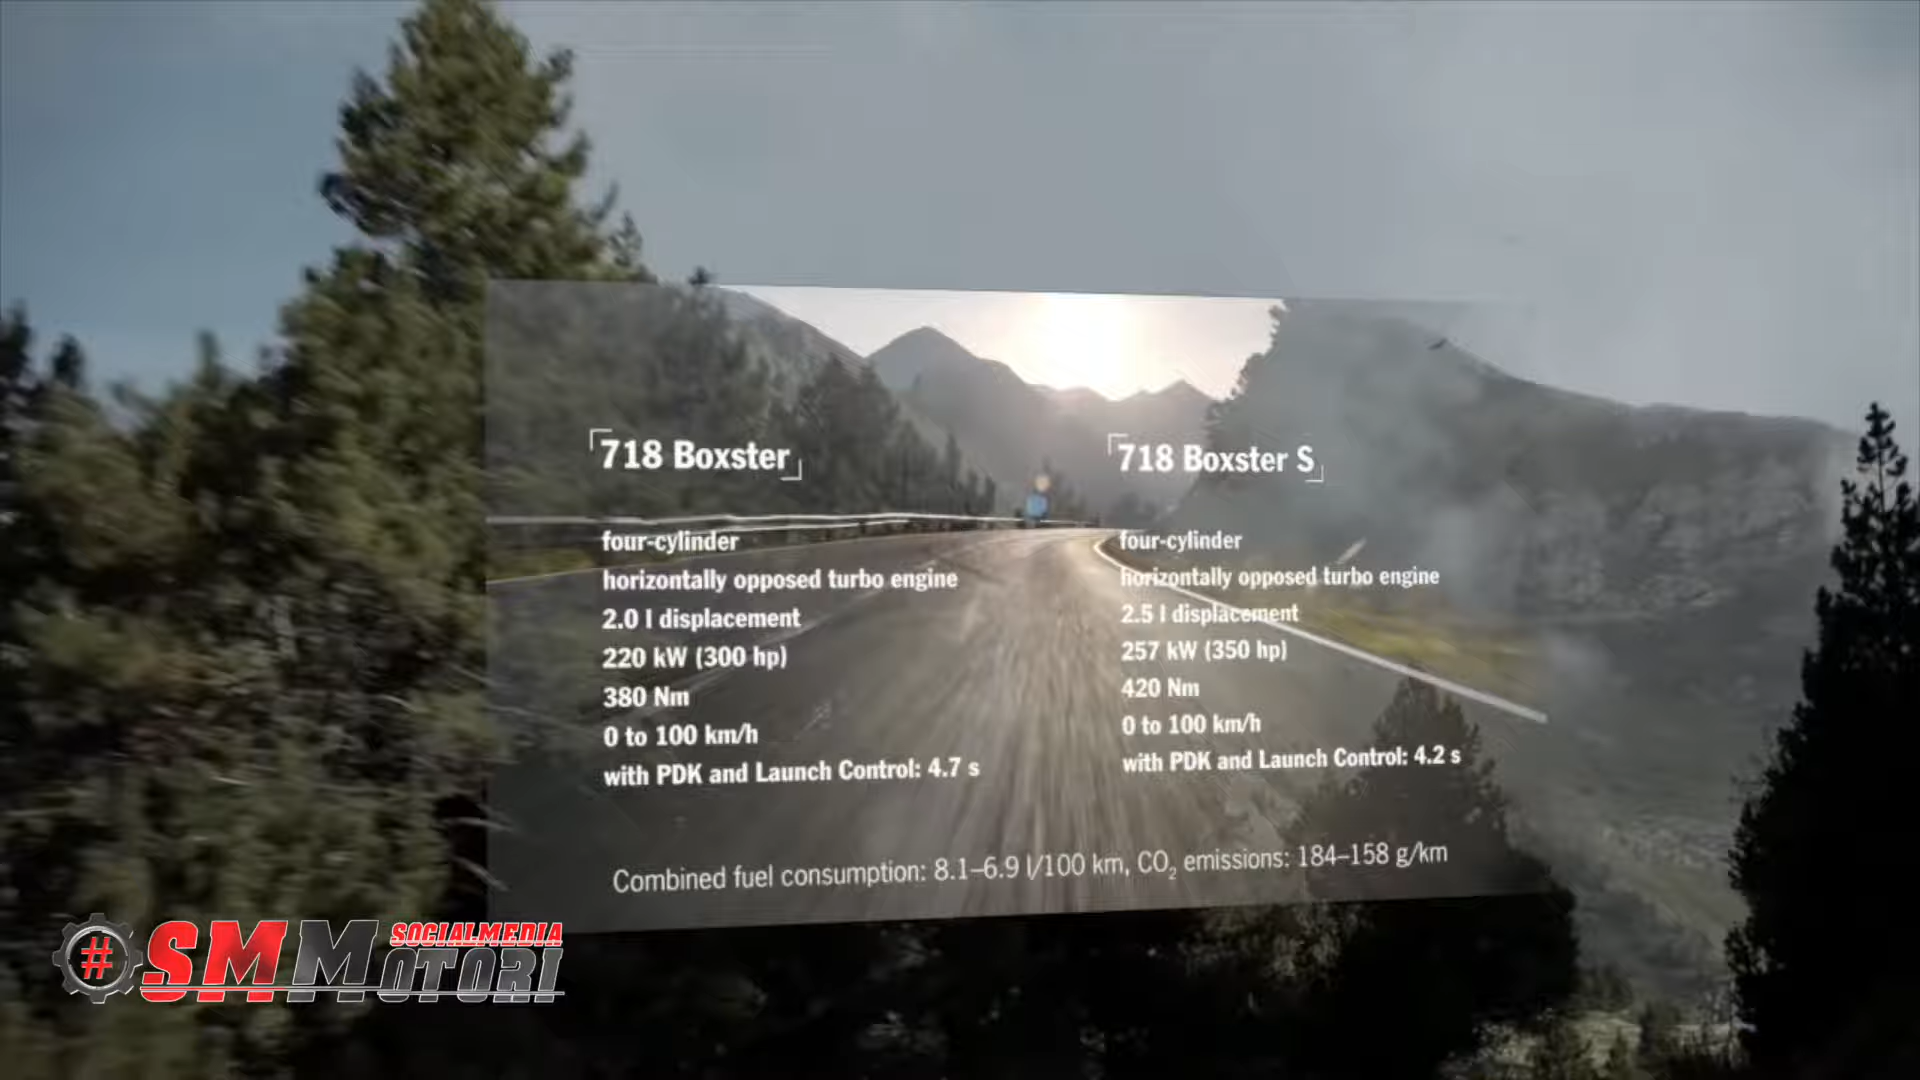 718 Boxster
four-cylinder
horizontally opposed turbo engine
2.0 l displacement
220 kW (300 hp)
380 Nm
0 to 100 km/h
with PDK and Launch Control: 4.7 s
718 Boxster S
four-cylinder
horizontally opposed turbo engine
2.5 l displacement
257 kW (350 hp)
420 Nm
0 to 100 km/h
with PDK and Launch Control: 4.2 s
Combined fuel consumption: 8.1–6.9 l/100 km, CO₂ emissions: 184–158 g/km
# SMM SOCIALMEDIA
MOTORI